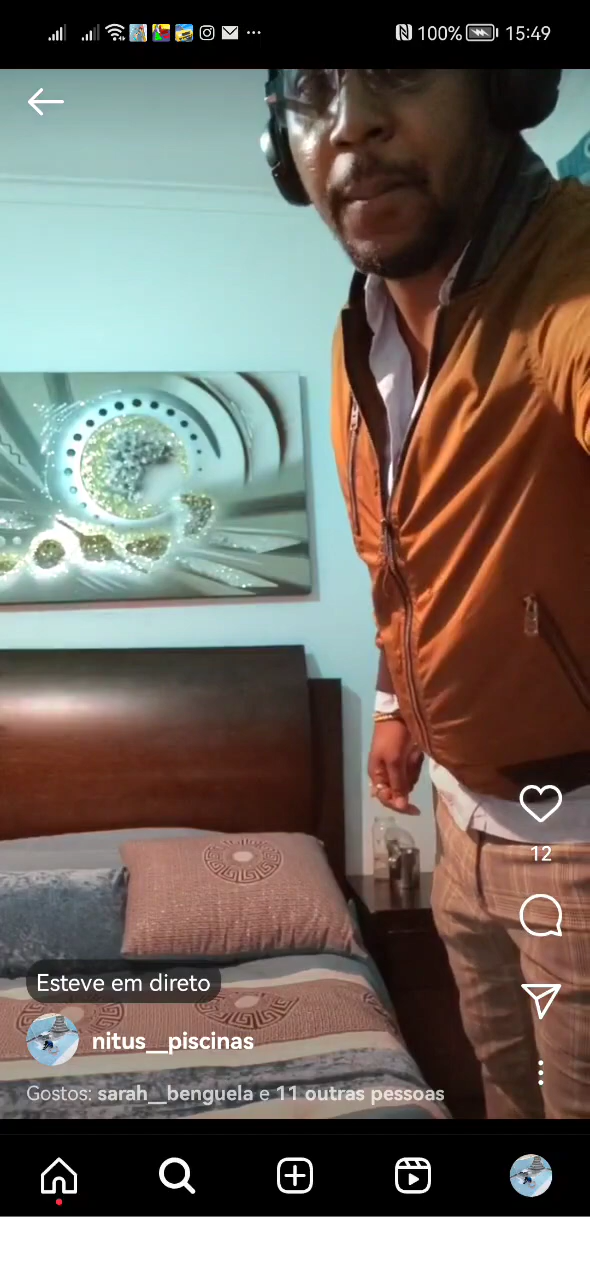 100% 15:49
12
Esteve em direto
nitus__piscinas
Gostos: sarah__benguela e 11 outras pessoas